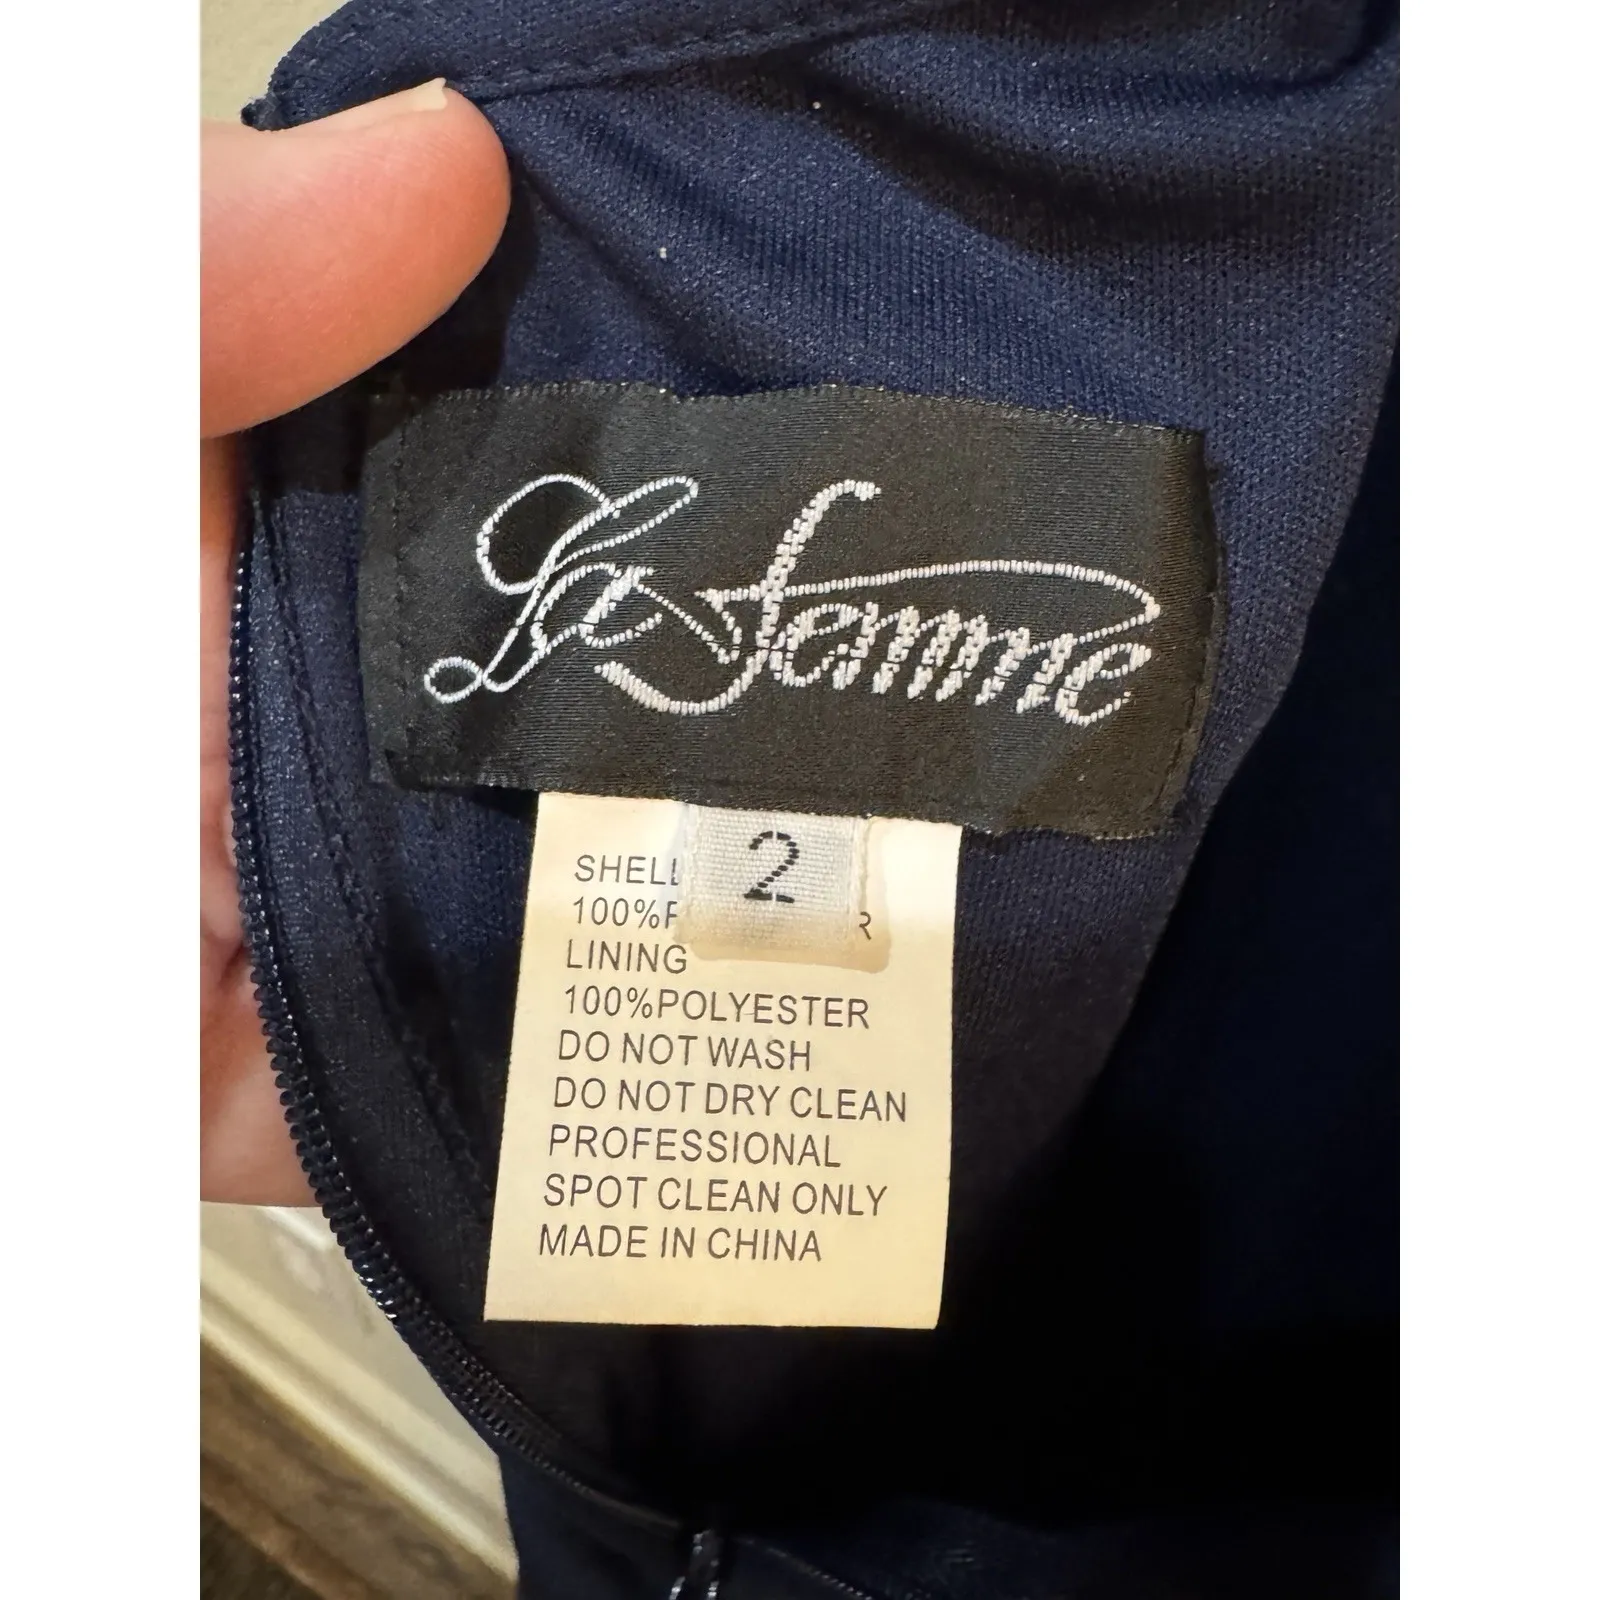 La Femme
2
SHELL
100%
LINING
100%POLYESTER
DO NOT WASH
DO NOT DRY CLEAN
PROFESSIONAL
SPOT CLEAN ONLY
MADE IN CHINA